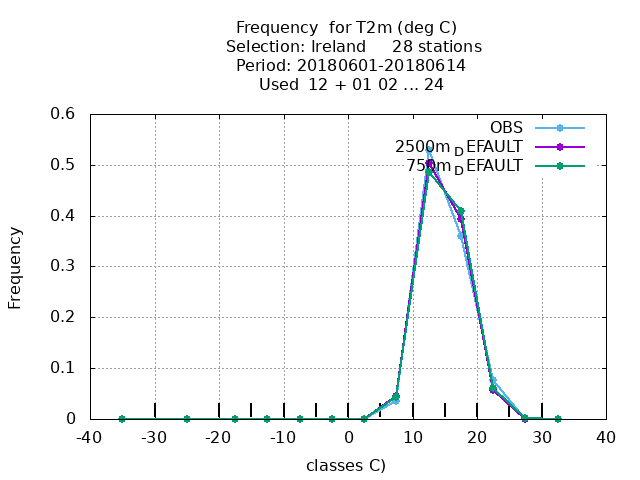 Frequency  for T2m (deg C)
Selection: Ireland     28 stations
Period: 20180601-20180614
Used  12 + 01 02 ... 24
OBS
2500m_DEFAULT
750m_DEFAULT
Frequency
0.6
0.5
0.4
0.3
0.2
0.1
0
-40 -30 -20 -10 0 10 20 30 40
classes C)